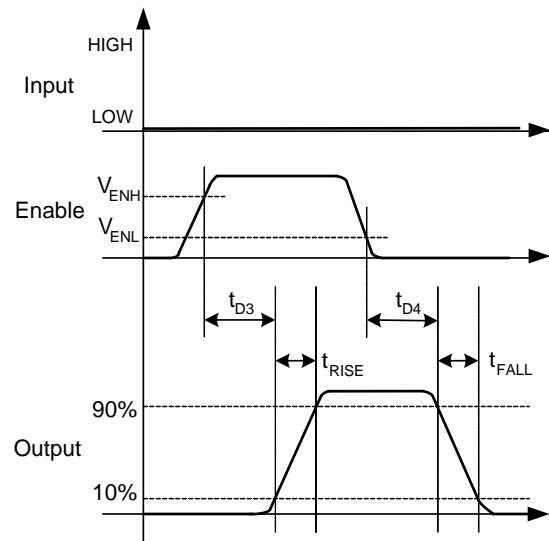 HIGH
Input
LOW
V_ENH
Enable
V_ENL
t_D3
t_D4
t_RISE
t_FALL
90%
Output
10%